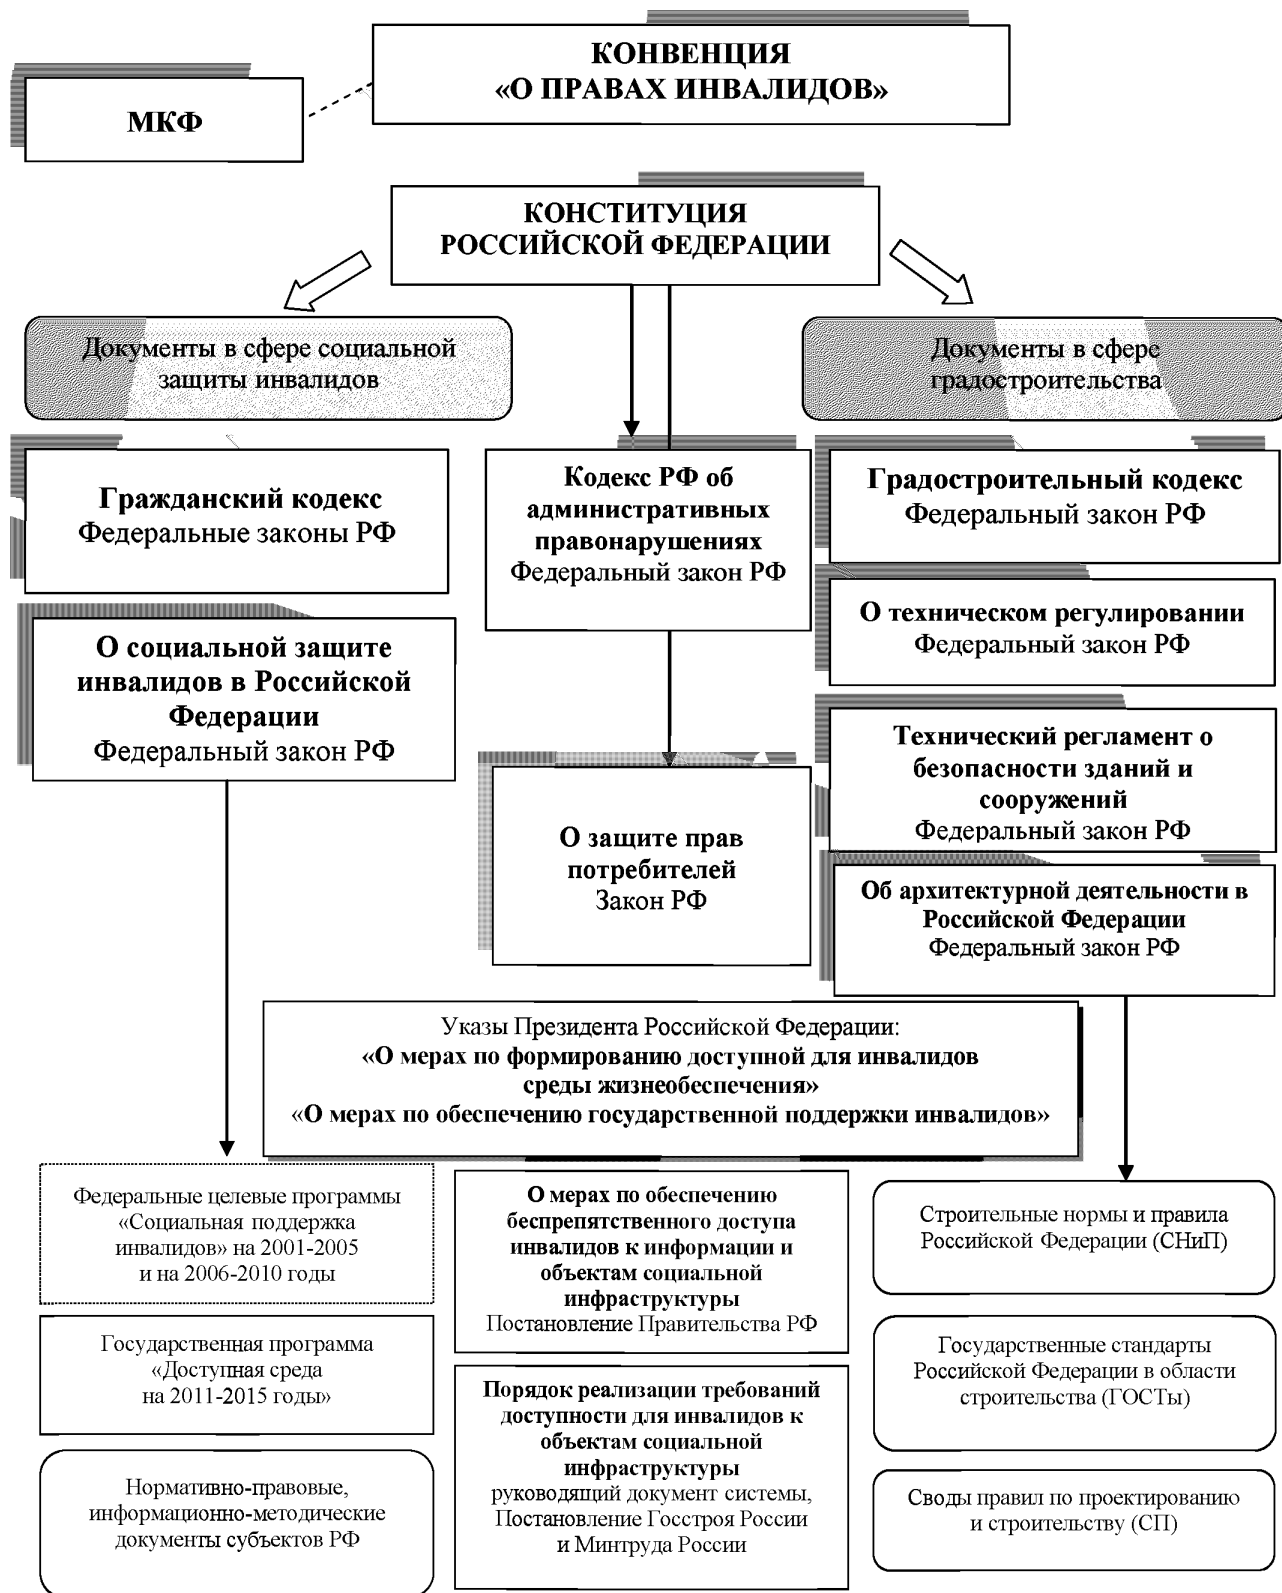 КОНВЕНЦИЯ
«О ПРАВАХ ИНВАЛИДОВ»
МКФ
КОНСТИТУЦИЯ
РОССИЙСКОЙ ФЕДЕРАЦИИ
Документы в сфере социальной
защиты инвалидов
Документы в сфере
градостроительства
Гражданский кодекс
Федеральные законы РФ
О социальной защите
инвалидов в Российской
Федерации
Федеральный закон РФ
Кодекс РФ об
административных
правонарушениях
Федеральный закон РФ
О защите прав
потребителей
Закон РФ
Градостроительный кодекс
Федеральный закон РФ
О техническом регулировании
Федеральный закон РФ
Технический регламент о
безопасности зданий и
сооружений
Федеральный закон РФ
Об архитектурной деятельности в
Российской Федерации
Федеральный закон РФ
Указы Президента Российской Федерации:
«О мерах по формированию доступной для инвалидов
среды жизнеобеспечения»
«О мерах по обеспечению государственной поддержки инвалидов»
Федеральные целевые программы
«Социальная поддержка
инвалидов» на 2001-2005
и на 2006-2010 годы
Государственная программа
«Доступная среда
на 2011-2015 годы»
Нормативно-правовые,
информационно-методические
документы субъектов РФ
О мерах по обеспечению
беспрепятственного доступа
инвалидов к информации и
объектам социальной
инфраструктуры
Постановление Правительства РФ
Порядок реализации требований
доступности для инвалидов к
объектам социальной
инфраструктуры
руководящий документ системы,
Постановление Госстроя России
и Минтруда России
Строительные нормы и правила
Российской Федерации (СНиП)
Государственные стандарты
Российской Федерации в области
строительства (ГОСТы)
Своды правил по проектированию
и строительству (СП)